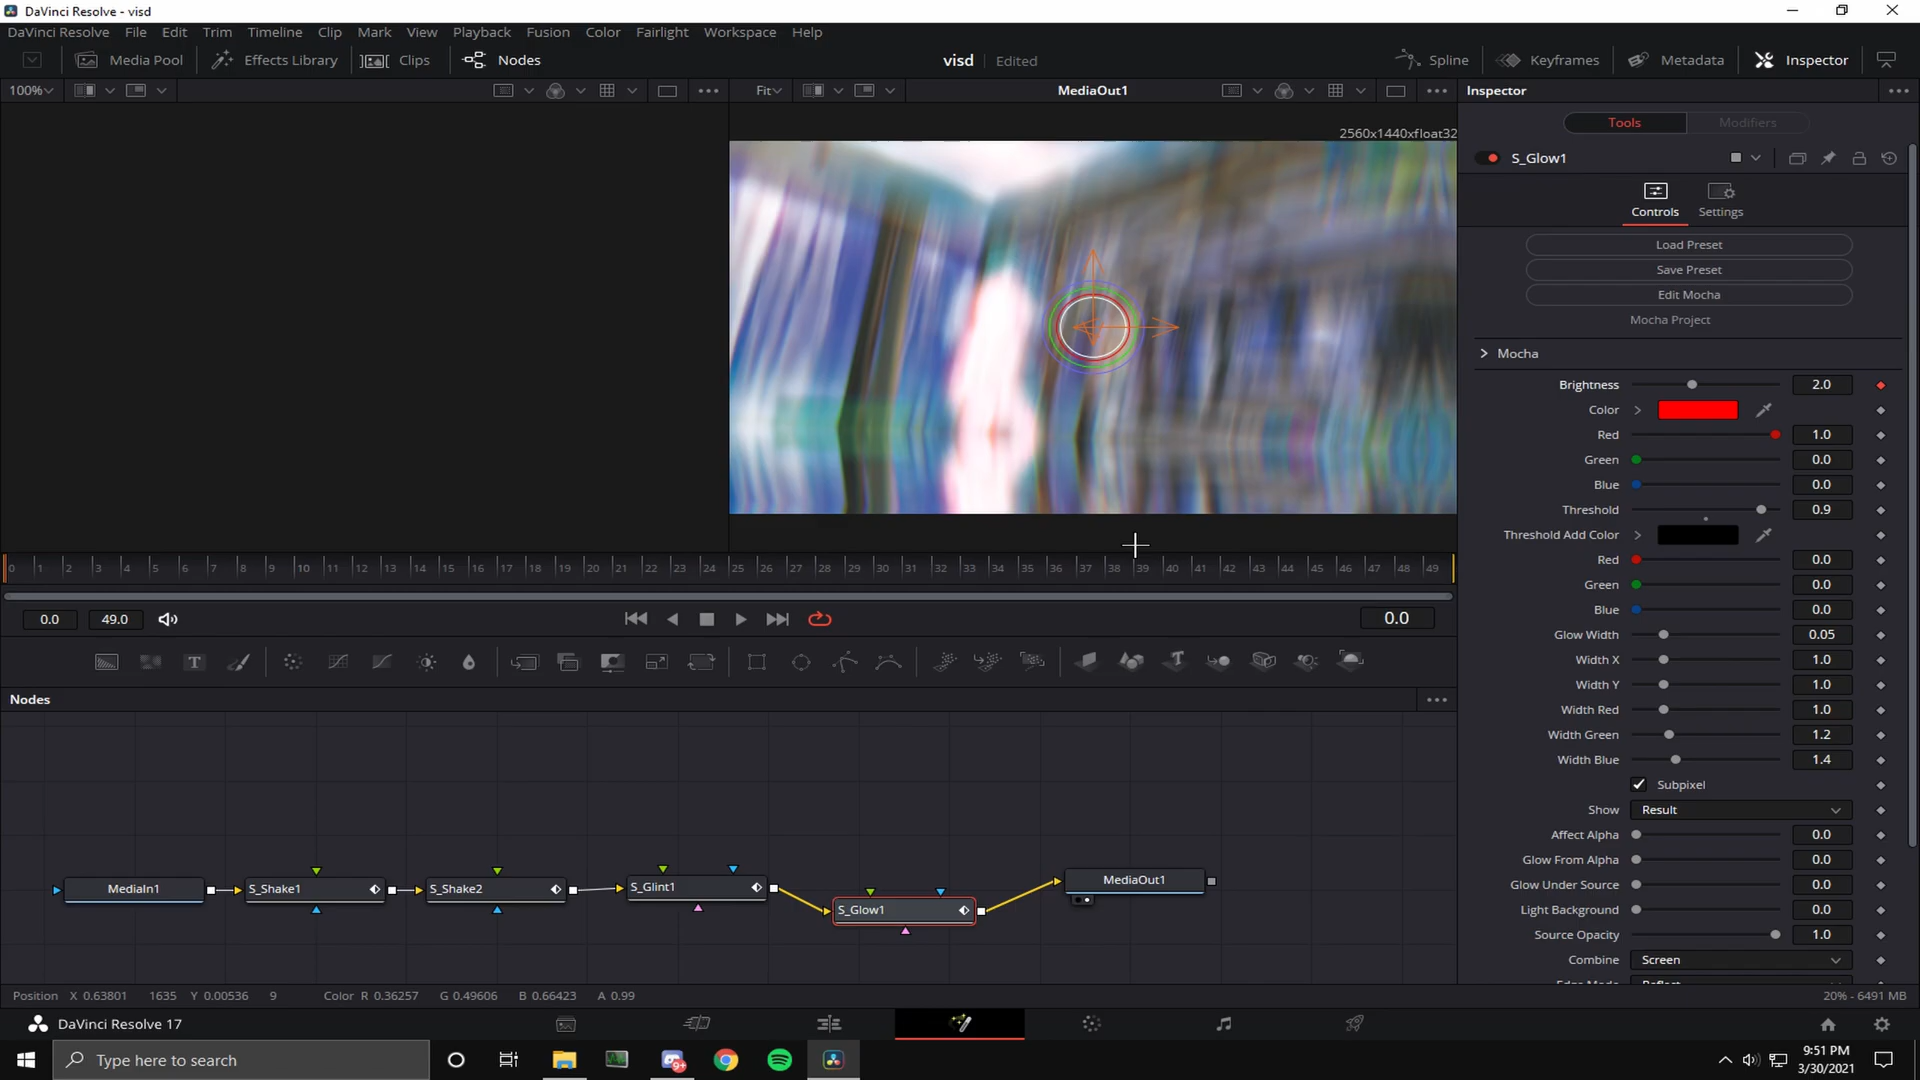 DaVinci Resolve - visd
DaVinci Resolve File Edit Trim Timeline Clip Mark View Playback Fusion Color Fairlight Workspace Help
Media Pool Effects Library Clips Nodes visd Edited Spline Keyframes Metadata Inspector
100% Fit MediaOut1 Inspector
2560x1440xfloat32
Tools Modifiers
S_Glow1
Controls Settings
Load Preset
Save Preset
Edit Mocha
Mocha Project
Mocha
Brightness 2.0
Color
Red 1.0
Green 0.0
Blue 0.0
Threshold 0.9
Threshold Add Color
Red 0.0
Green 0.0
Blue 0.0
Glow Width 0.05
Width X 1.0
Width Y 1.0
Width Red 1.0
Width Green 1.2
Width Blue 1.4
Subpixel
Show Result
Affect Alpha 0.0
Glow From Alpha 0.0
Glow Under Source 0.0
Light Background 0.0
Source Opacity 1.0
Combine Screen
Edge Mode Reflect
0 1 2 3 4 5 6 7 8 9 10 11 12 13 14 15 16 17 18 19 20 21 22 23 24 25 26 27 28 29 30 31 32 33 34 35 36 37 38 39 40 41 42 43 44 45 46 47 48 49
0.0 49.0 0.0
Nodes
MediaIn1 S_Shake1 S_Shake2 S_Glint1 S_Glow1 MediaOut1
Position X 0.63801 1635 Y 0.00536 9 Color R 0.36257 G 0.49606 B 0.66423 A 0.99 20% - 6491 MB
DaVinci Resolve 17
Type here to search 9+ 9:51 PM
3/30/2021